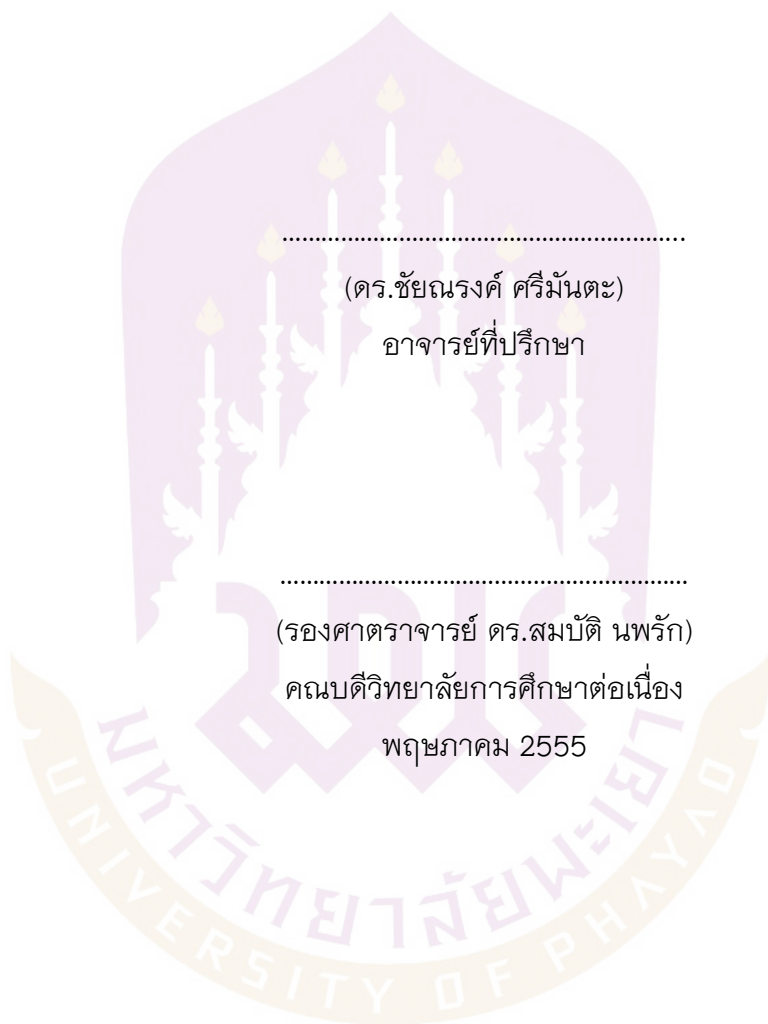 ..............................................................
(ดร.ชัยณรงค์ ศรีมันตะ)
อาจารย์ที่ปรึกษา
..............................................................
(รองศาตราจารย์ ดร.สมบัติ นพรัก)
คณบดีวิทยาลัยการศึกษาต่อเนื่อง
พฤษภาคม 2555
มหาวิทยาลัยพะเยา
UNIVERSITY OF PHAYAO